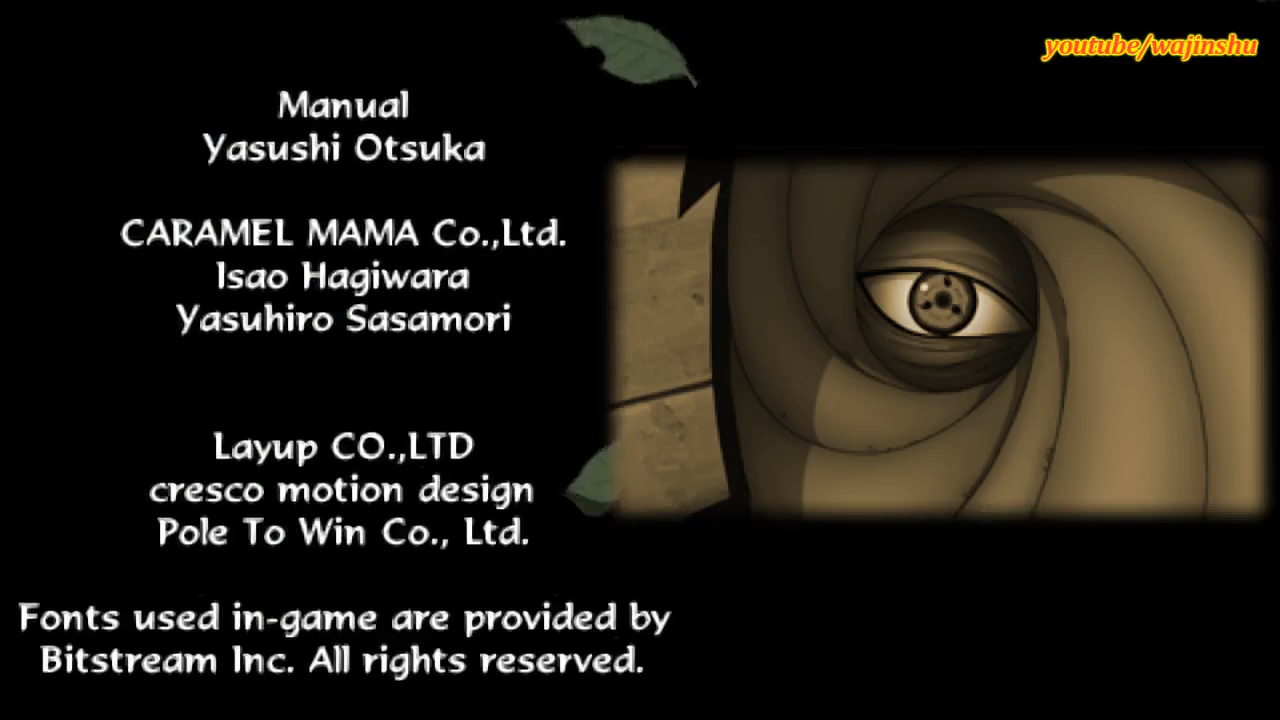 youtube/wajinshu
Manual
Yasushi Otsuka
CARAMEL MAMA Co.,Ltd.
Isao Hagiwara
Yasuhiro Sasamori
Layup CO.,LTD
cresco motion design
Pole To Win Co., Ltd.
Fonts used in-game are provided by
Bitstream Inc. All rights reserved.